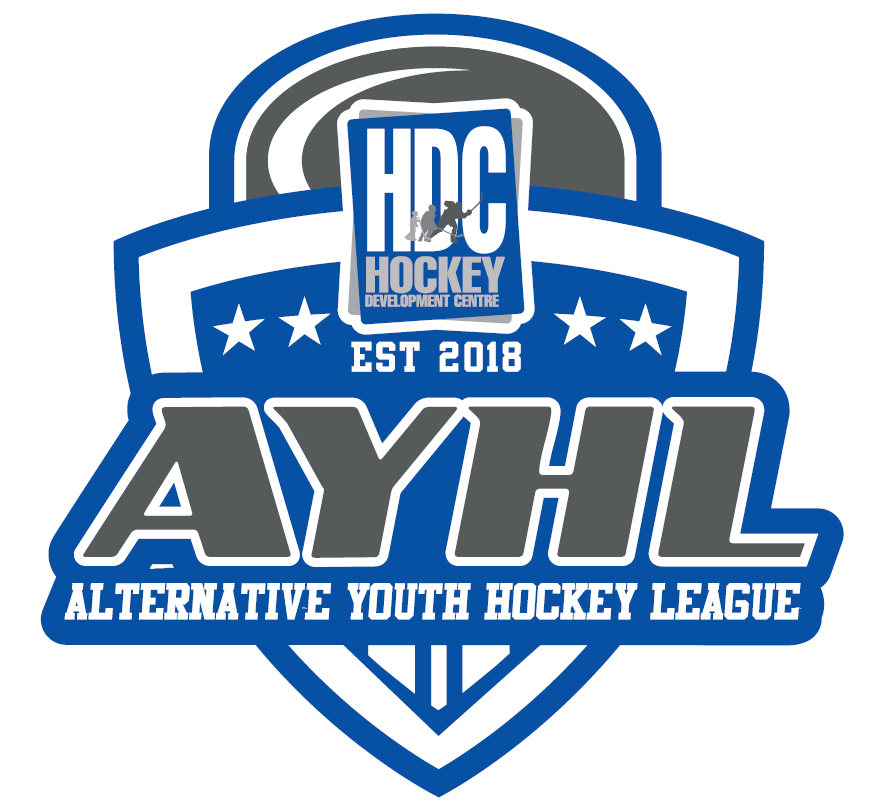 HDC
HOCKEY
DEVELOPMENT CENTRE
EST 2018
AYHL
ALTERNATIVE YOUTH HOCKEY LEAGUE